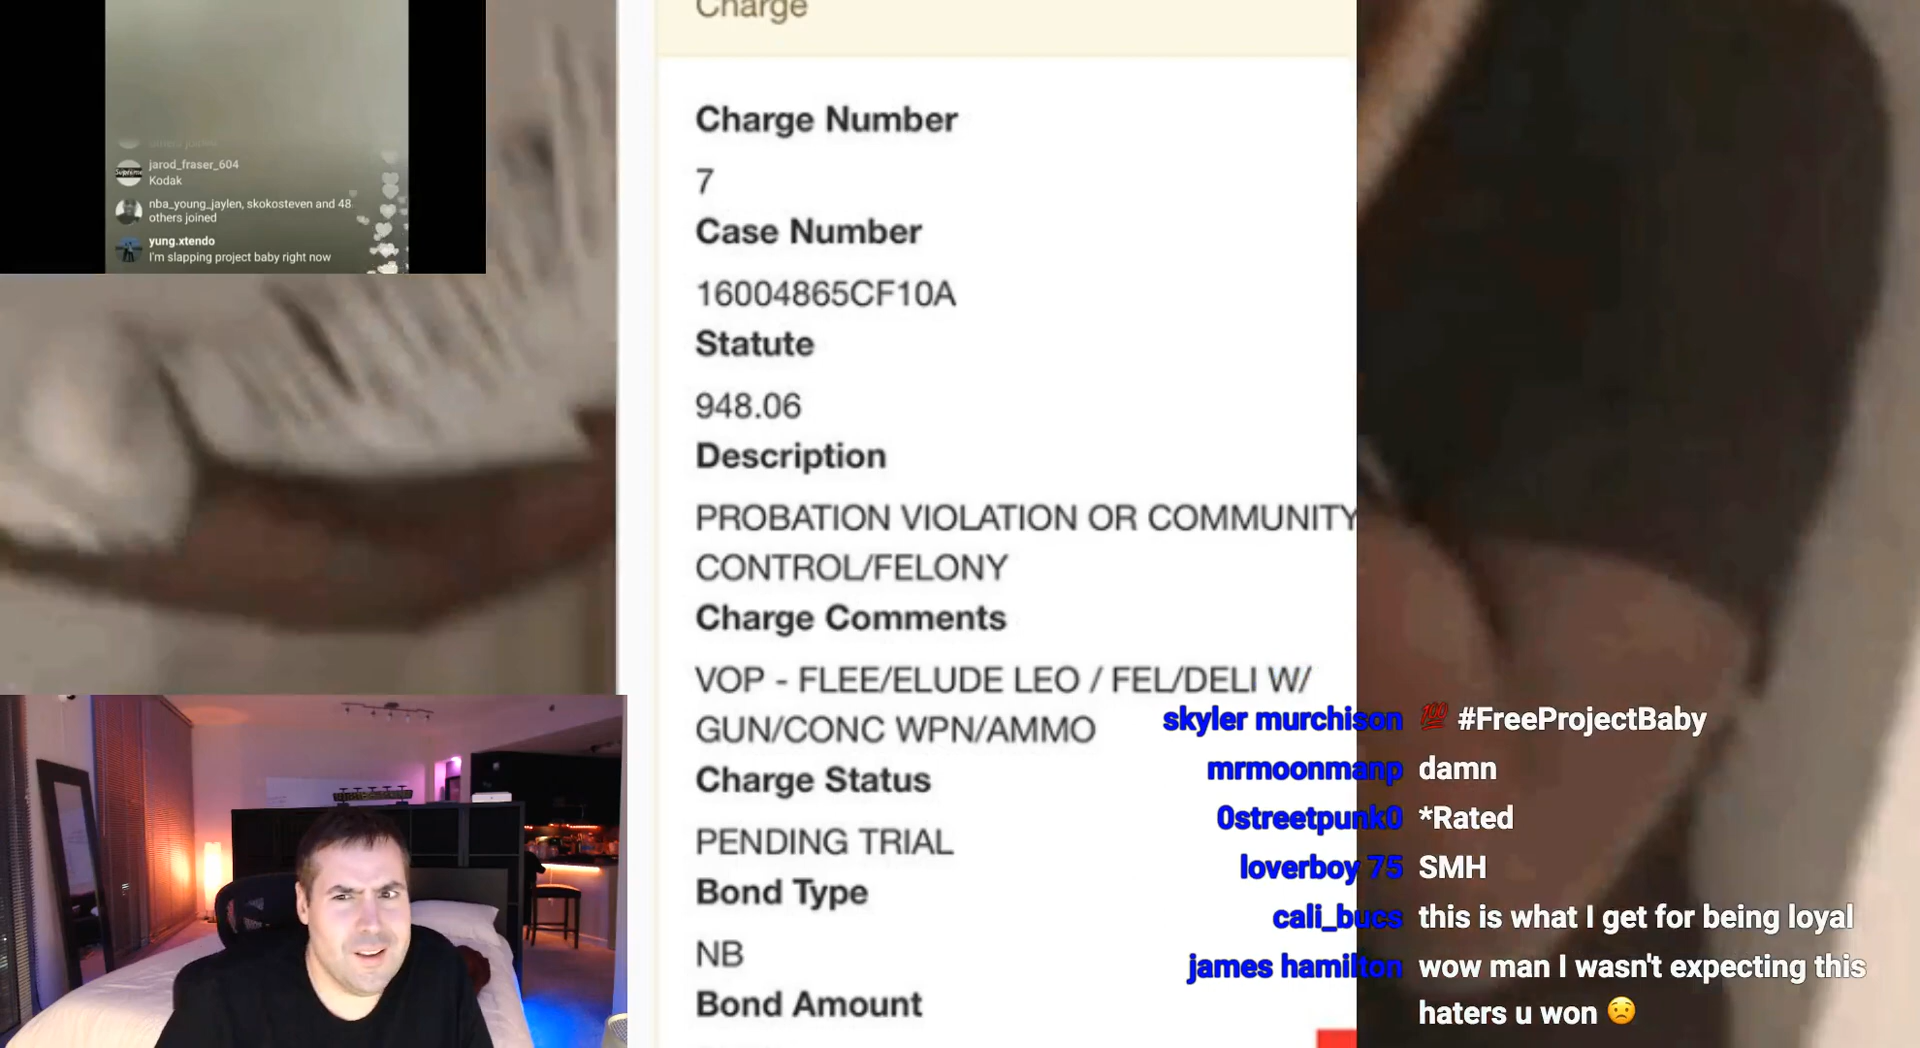 jarod_fraser_604
Kodak
nba_young_jaylen, skokosteven and 48
others joined
yung.xtendo
I'm slapping project baby right now
Charge
Charge Number
7
Case Number
16004865CF10A
Statute
948.06
Description
PROBATION VIOLATION OR COMMUNITY
CONTROL/FELONY
Charge Comments
VOP - FLEE/ELUDE LEO / FEL/DELI W/
GUN/CONC WPN/AMMO
Charge Status
PENDING TRIAL
Bond Type
NB
Bond Amount
skyler murchison 💯 #FreeProjectBaby
mrmoonmanp damn
0streetpunk0 *Rated
loverboy 75 SMH
cali_bucs this is what I get for being loyal
james hamilton wow man I wasn't expecting this
haters u won 😟